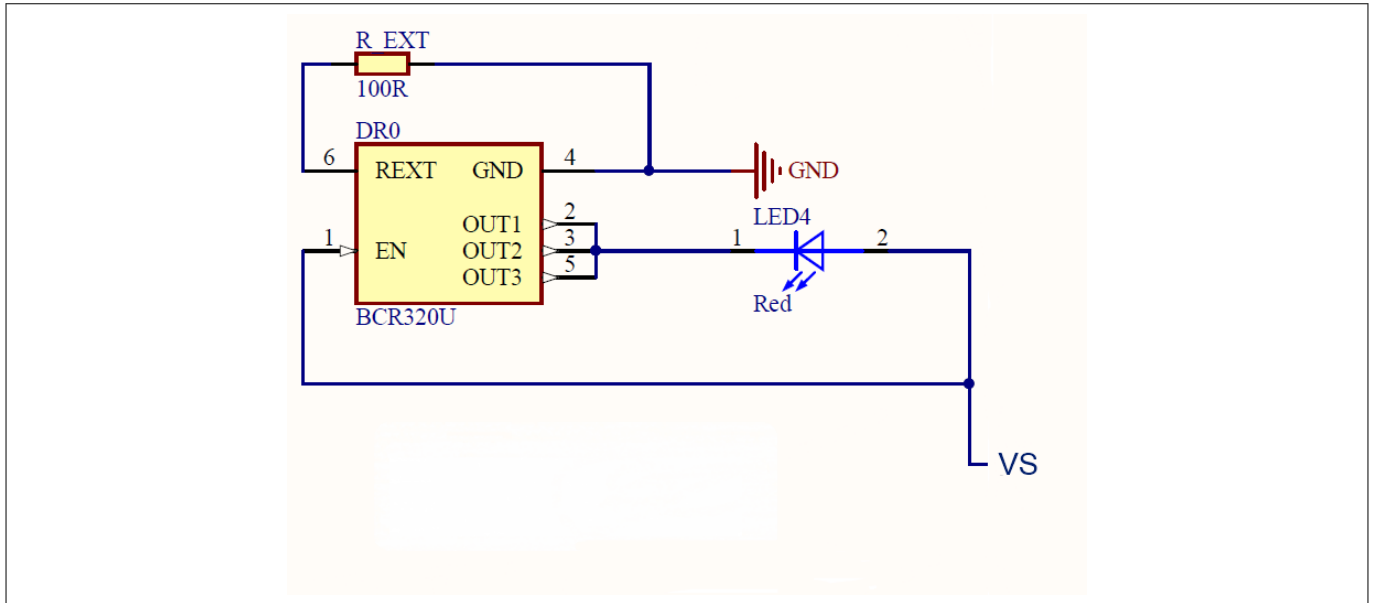 R_EXT
100R
DR0
6 REXT GND 4
GND
OUT1 2
1 EN OUT2 3
OUT3 5
BCR320U
LED4
1 2
Red
VS